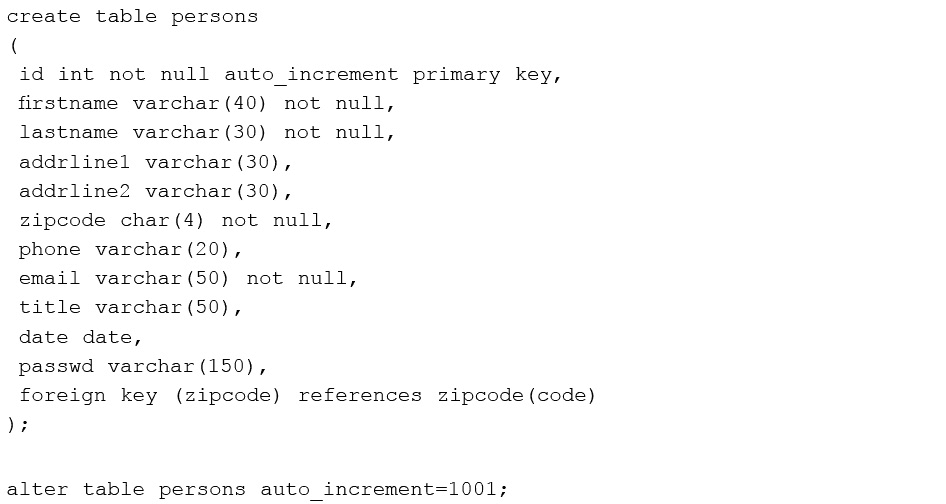 create table persons
(
id int not null auto_increment primary key,
firstname varchar(40) not null,
lastname varchar(30) not null,
addrline1 varchar(30),
addrline2 varchar(30),
zipcode char(4) not null,
phone varchar(20),
email varchar(50) not null,
title varchar(50),
date date,
passwd varchar(150),
foreign key (zipcode) references zipcode(code)
);
alter table persons auto_increment=1001;